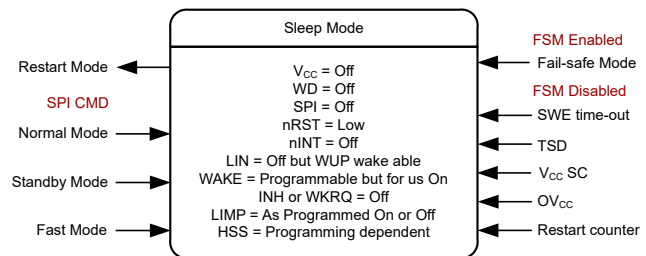 Sleep Mode
FSM Enabled
Restart Mode
Fail-safe Mode
V_CC = Off
WD = Off
FSM Disabled
SPI CMD
SPI = Off
SWE time-out
nRST = Low
Normal Mode
nINT = Off
TSD
LIN = Off but WUP wake able
V_CC SC
Standby Mode
WAKE = Programmable but for us On
INH or WKRQ = Off
OV_CC
LIMP = As Programmed On or Off
Fast Mode
HSS = Programming dependent
Restart counter